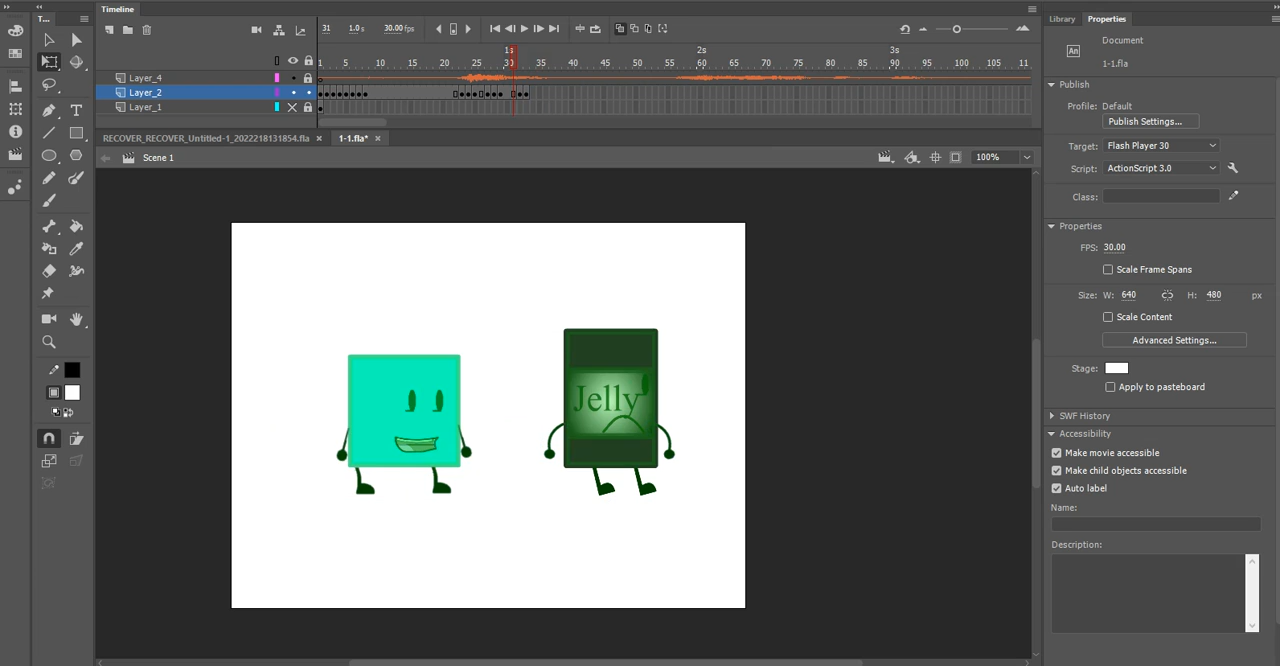 Timeline
T...
31 1.0s 30.00fps
1s 2s 3s
1 5 10 15 20 25 30 35 40 45 50 55 60 65 70 75 80 85 90 95 100 105 11
Layer_4
Layer_2
Layer_1
RECOVER_RECOVER_Untitled-1_2022218131854.fla × 1-1.fla* ×
Scene 1
100%
Jelly
Library Properties
An
Document
1-1.fla
Publish
Profile: Default
Publish Settings...
Target: Flash Player 30
Script: ActionScript 3.0
Class:
Properties
FPS: 30.00
Scale Frame Spans
Size: W: 640 H: 480 px
Scale Content
Advanced Settings...
Stage:
Apply to pasteboard
SWF History
Accessibility
Make movie accessible
Make child objects accessible
Auto label
Name:
Description: